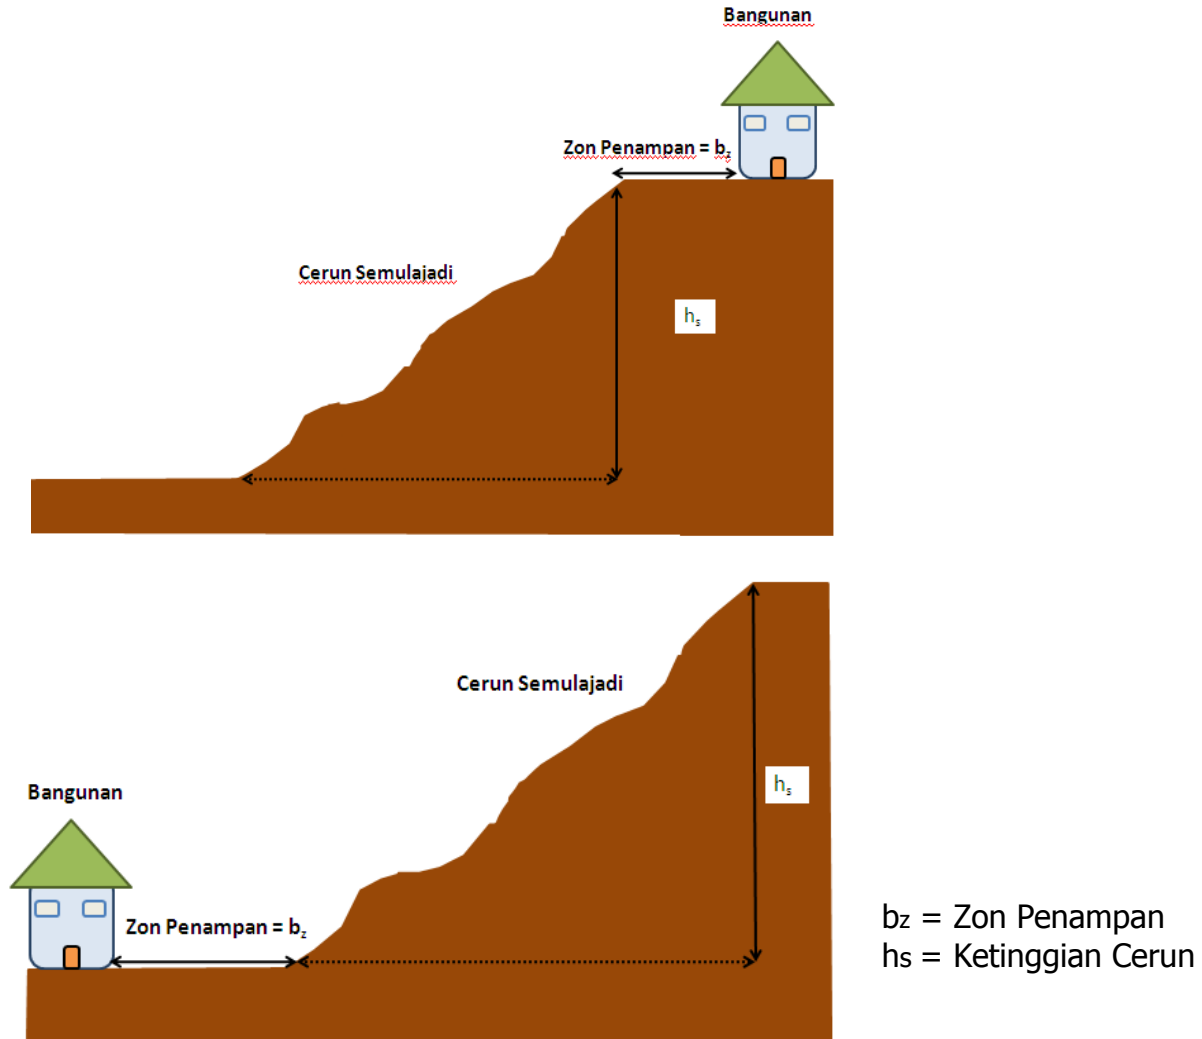 Bangunan
Zon Penampan = bz
Cerun Semulajadi
hs
Cerun Semulajadi
hs
Bangunan
Zon Penampan = bz
bz = Zon Penampan
hs = Ketinggian Cerun